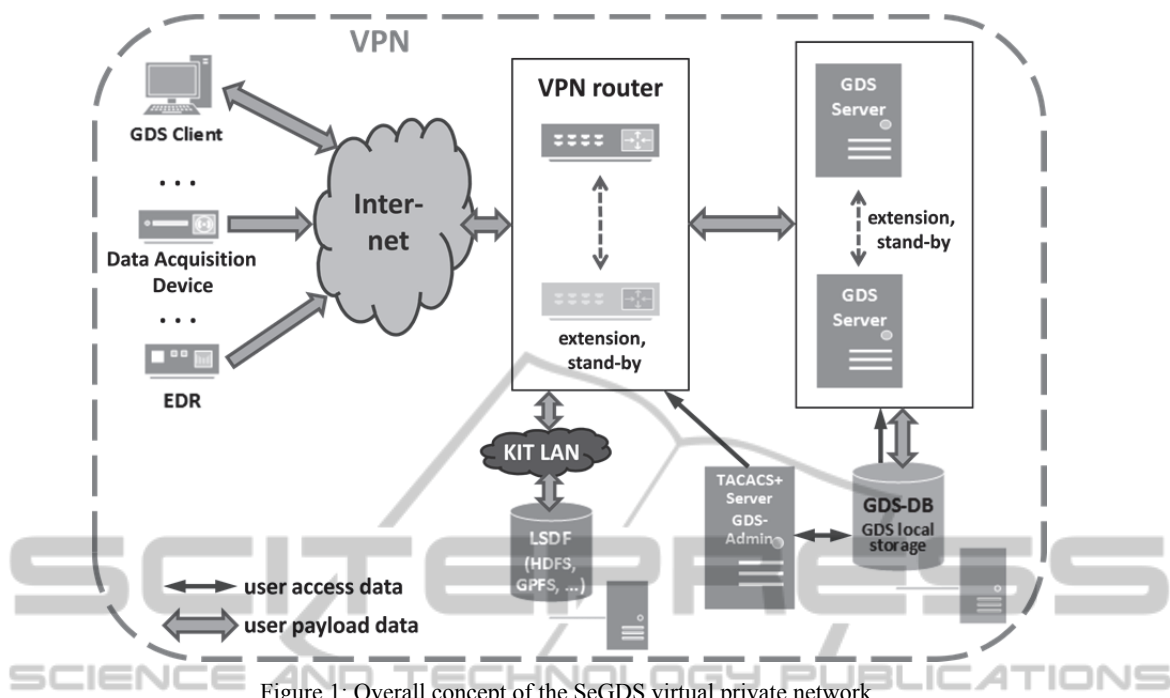 VPN
GDS Client
...
Data Acquisition
Device
...
EDR
Inter-
net
VPN router
extension,
stand-by
GDS
Server
extension,
stand-by
GDS
Server
KIT LAN
LSDF
(HDFS,
GPFS, ...)
TACACS+
Server
GDS-
Admin
GDS-DB
GDS local
storage
user access data
user payload data
SCITEPRESS
SCIENCE AND TECHNOLOGY PUBLICATIONS
Figure 1: Overall concept of the SeGDS virtual private network